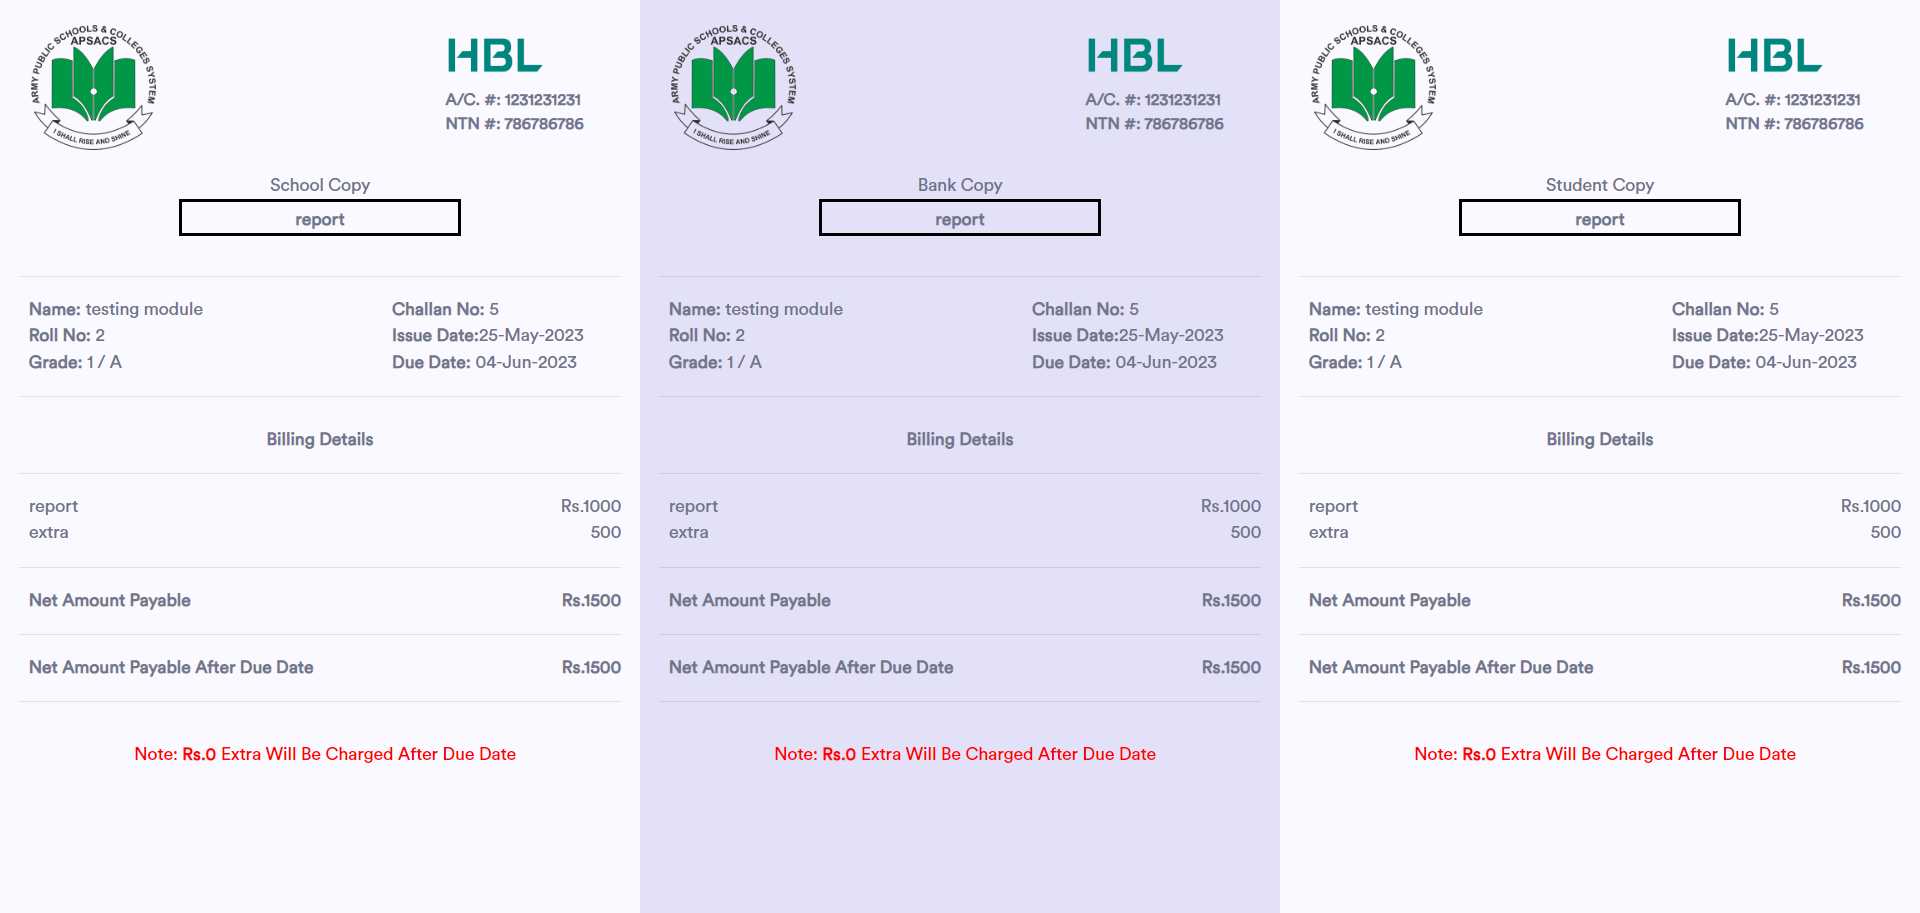 ARMY PUBLIC SCHOOLS & COLLEGES SYSTEM
APSACS
I SHALL RISE AND SHINE
HBL
A/C. #: 1231231231
NTN #: 786786786
School Copy
report
Name: testing module
Roll No: 2
Grade: 1 / A
Challan No: 5
Issue Date:25-May-2023
Due Date: 04-Jun-2023
Billing Details
report Rs.1000
extra 500
Net Amount Payable Rs.1500
Net Amount Payable After Due Date Rs.1500
Note: Rs.0 Extra Will Be Charged After Due Date
ARMY PUBLIC SCHOOLS & COLLEGES SYSTEM
APSACS
I SHALL RISE AND SHINE
HBL
A/C. #: 1231231231
NTN #: 786786786
Bank Copy
report
Name: testing module
Roll No: 2
Grade: 1 / A
Challan No: 5
Issue Date:25-May-2023
Due Date: 04-Jun-2023
Billing Details
report Rs.1000
extra 500
Net Amount Payable Rs.1500
Net Amount Payable After Due Date Rs.1500
Note: Rs.0 Extra Will Be Charged After Due Date
ARMY PUBLIC SCHOOLS & COLLEGES SYSTEM
APSACS
I SHALL RISE AND SHINE
HBL
A/C. #: 1231231231
NTN #: 786786786
Student Copy
report
Name: testing module
Roll No: 2
Grade: 1 / A
Challan No: 5
Issue Date:25-May-2023
Due Date: 04-Jun-2023
Billing Details
report Rs.1000
extra 500
Net Amount Payable Rs.1500
Net Amount Payable After Due Date Rs.1500
Note: Rs.0 Extra Will Be Charged After Due Date